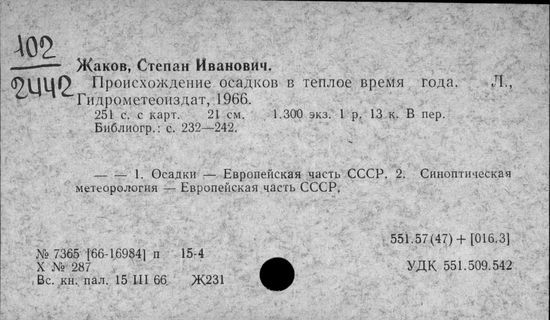 102
2442
Жаков, Степан Иванович.
Происхождение осадков в теплое время года. Л.,
Гидрометеоиздат, 1966.
251 с. с карт. 21 см. 1.300 экз. 1 р. 13 к. В пер.
Библиогр.: с. 232—242.
— — 1. Осадки — Европейская часть СССР. 2. Синоптическая
метеорология — Европейская часть СССР.
551.57(47) + [016.3]
№ 7365 [66-16984] п 15-4
Х № 287
УДК 551.509.542
Вс. кн. пал. 15 III 66 Ж231